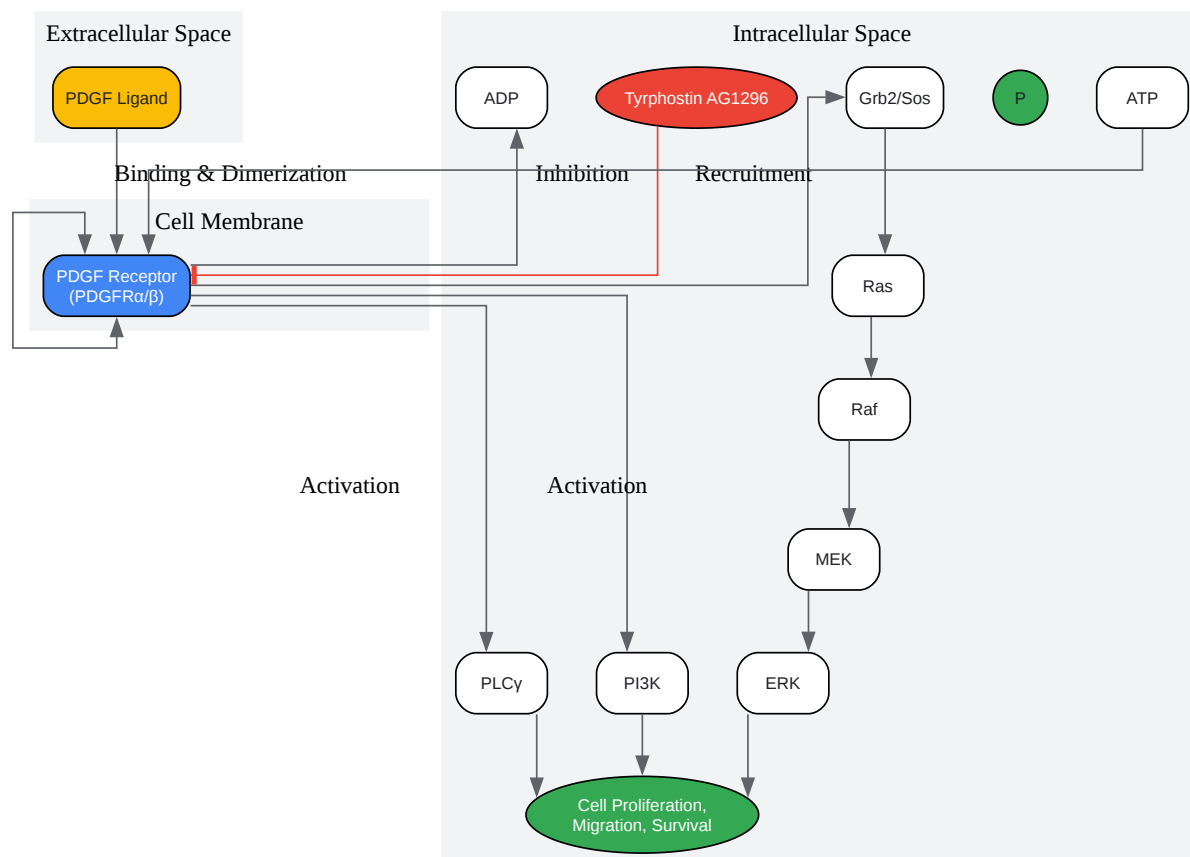 Extracellular Space
Intracellular Space
PDGF Ligand
ADP
Tyrphostin AG1296
Grb2/Sos
P
ATP
Binding & Dimerization
Inhibition
Recruitment
Cell Membrane
PDGF Receptor
(PDGFRα/β)
Ras
Raf
Activation
Activation
MEK
PLCγ
PI3K
ERK
Cell Proliferation,
Migration, Survival